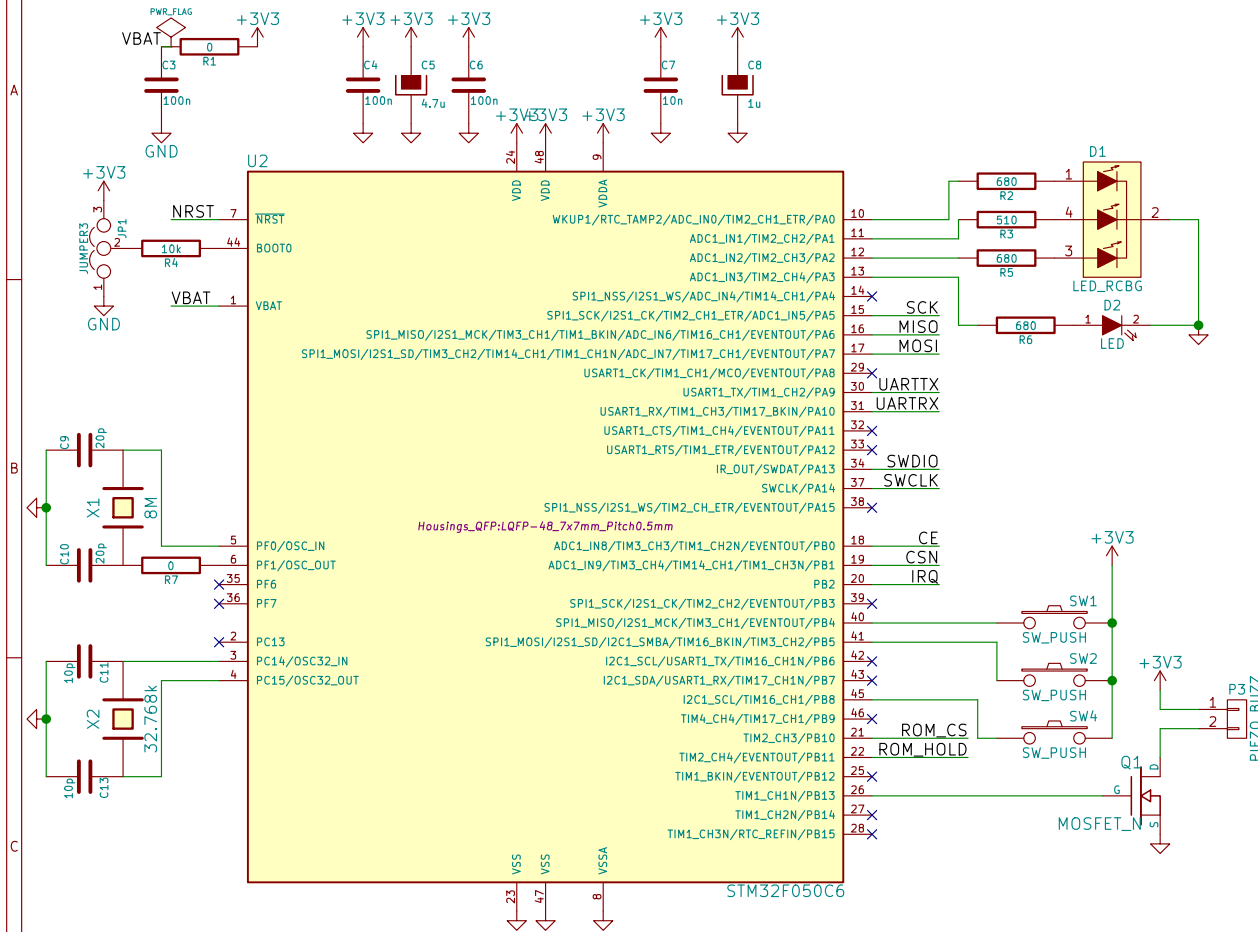 PWR_FLAG
VBAT
0
R1
+3V3
C3
100n
GND
+3V3
C4
100n
+3V3
C5
4.7u
+3V3
C6
100n
+3V3
C7
10n
+3V3
C8
1u
A
B
C
+3V3
+3V3
+3V3
24
48
9
VDD
VDD
VDDA
U2
+3V3
3
JP1
JUMPER3
2
1
GND
10k
R4
NRST 7 NRST
44 BOOT0
VBAT 1 VBAT
C9
20p
X1
8M
C10
20p
0
R7
5 PF0/OSC_IN
6 PF1/OSC_OUT
35 PF6
36 PF7
2 PC13
3 PC14/OSC32_IN
4 PC15/OSC32_OUT
10p
C11
X2
32.768k
10p
C13
WKUP1/RTC_TAMP2/ADC_IN0/TIM2_CH1_ETR/PA0 10
ADC1_IN1/TIM2_CH2/PA1 11
ADC1_IN2/TIM2_CH3/PA2 12
ADC1_IN3/TIM2_CH4/PA3 13
SPI1_NSS/I2S1_WS/ADC_IN4/TIM14_CH1/PA4 14
SPI1_SCK/I2S1_CK/TIM2_CH1_ETR/ADC1_IN5/PA5 15 SCK
SPI1_MISO/I2S1_MCK/TIM3_CH1/TIM1_BKIN/ADC_IN6/TIM16_CH1/EVENTOUT/PA6 16 MISO
SPI1_MOSI/I2S1_SD/TIM3_CH2/TIM14_CH1/TIM1_CH1N/ADC_IN7/TIM17_CH1/EVENTOUT/PA7 17 MOSI
USART1_CK/TIM1_CH1/MCO/EVENTOUT/PA8 29
USART1_TX/TIM1_CH2/PA9 30 UARTTX
USART1_RX/TIM1_CH3/TIM17_BKIN/PA10 31 UARTRX
USART1_CTS/TIM1_CH4/EVENTOUT/PA11 32
USART1_RTS/TIM1_ETR/EVENTOUT/PA12 33
IR_OUT/SWDAT/PA13 34 SWDIO
SWCLK/PA14 37 SWCLK
SPI1_NSS/I2S1_WS/TIM2_CH_ETR/EVENTOUT/PA15 38
Housings_QFP:LQFP-48_7x7mm_Pitch0.5mm
ADC1_IN8/TIM3_CH3/TIM1_CH2N/EVENTOUT/PB0 18 CE
ADC1_IN9/TIM3_CH4/TIM14_CH1/TIM1_CH3N/PB1 19 CSN
PB2 20 IRQ
SPI1_SCK/I2S1_CK/TIM2_CH2/EVENTOUT/PB3 39
SPI1_MISO/I2S1_MCK/TIM3_CH1/EVENTOUT/PB4 40
SPI1_MOSI/I2S1_SD/I2C1_SMBA/TIM16_BKIN/TIM3_CH2/PB5 41
I2C1_SCL/USART1_TX/TIM16_CH1N/PB6 42
I2C1_SDA/USART1_RX/TIM17_CH1N/PB7 43
I2C1_SCL/TIM16_CH1/PB8 45
TIM4_CH4/TIM17_CH1/PB9 46
TIM2_CH3/PB10 21 ROM_CS
TIM2_CH4/EVENTOUT/PB11 22 ROM_HOLD
TIM1_BKIN/EVENTOUT/PB12 25
TIM1_CH1N/PB13 26
TIM1_CH2N/PB14 27
TIM1_CH3N/RTC_REFIN/PB15 28
VSS
VSS
VSSA
23
47
8
STM32F050C6
680
R2
510
R3
680
R5
D1
1
4
3
2
LED_RCBG
680
R6
1
D2
2
LED
+3V3
SW1
SW_PUSH
SW2
SW_PUSH
SW4
SW_PUSH
+3V3
P3
1
2
PIEZO_BUZZ
Q1
D
G
S
MOSFET_N